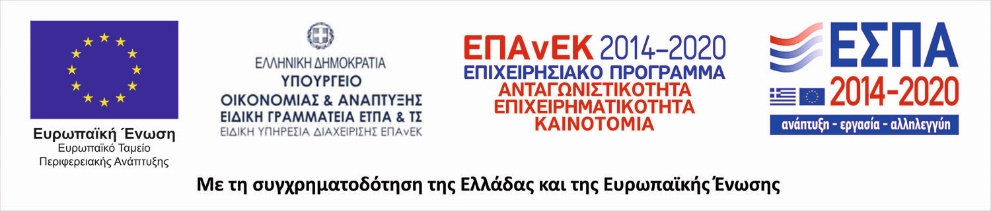 Ευρωπαϊκή Ένωση
Ευρωπαϊκό Ταμείο
Περιφερειακής Ανάπτυξης
ΕΛΛΗΝΙΚΗ ΔΗΜΟΚΡΑΤΙΑ
ΥΠΟΥΡΓΕΙΟ
ΟΙΚΟΝΟΜΙΑΣ & ΑΝΑΠΤΥΞΗΣ
ΕΙΔΙΚΗ ΓΡΑΜΜΑΤΕΙΑ ΕΤΠΑ & ΤΣ
ΕΙΔΙΚΗ ΥΠΗΡΕΣΙΑ ΔΙΑΧΕΙΡΙΣΗΣ ΕΠΑνΕΚ
ΕΠΑνΕΚ 2014–2020
ΕΠΙΧΕΙΡΗΣΙΑΚΟ ΠΡΟΓΡΑΜΜΑ
ΑΝΤΑΓΩΝΙΣΤΙΚΟΤΗΤΑ
ΕΠΙΧΕΙΡΗΜΑΤΙΚΟΤΗΤΑ
ΚΑΙΝΟΤΟΜΙΑ
ΕΣΠΑ
2014-2020
ανάπτυξη - εργασία - αλληλεγγύη
Με τη συγχρηματοδότηση της Ελλάδας και της Ευρωπαϊκής Ένωσης